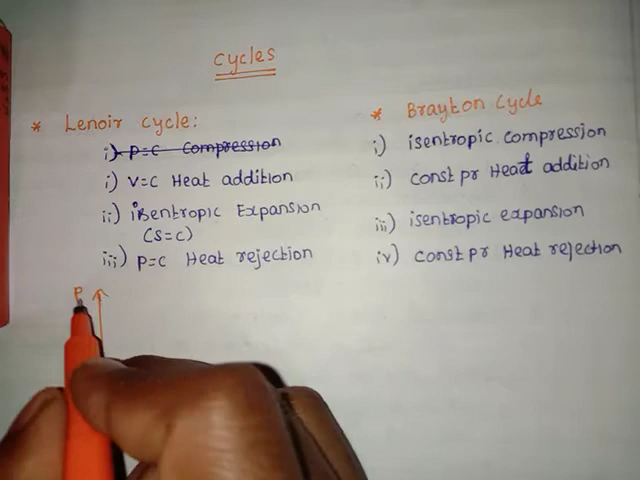 Cycles
* Lenoir cycle:
i) P=C Compression
i) V=C Heat addition
ii) isentropic Expansion
(S=C)
iii) P=C Heat rejection
P
* Brayton Cycle
i) isentropic compression
ii) const pr Heat addition
iii) isentropic expansion
iv) const pr Heat rejection